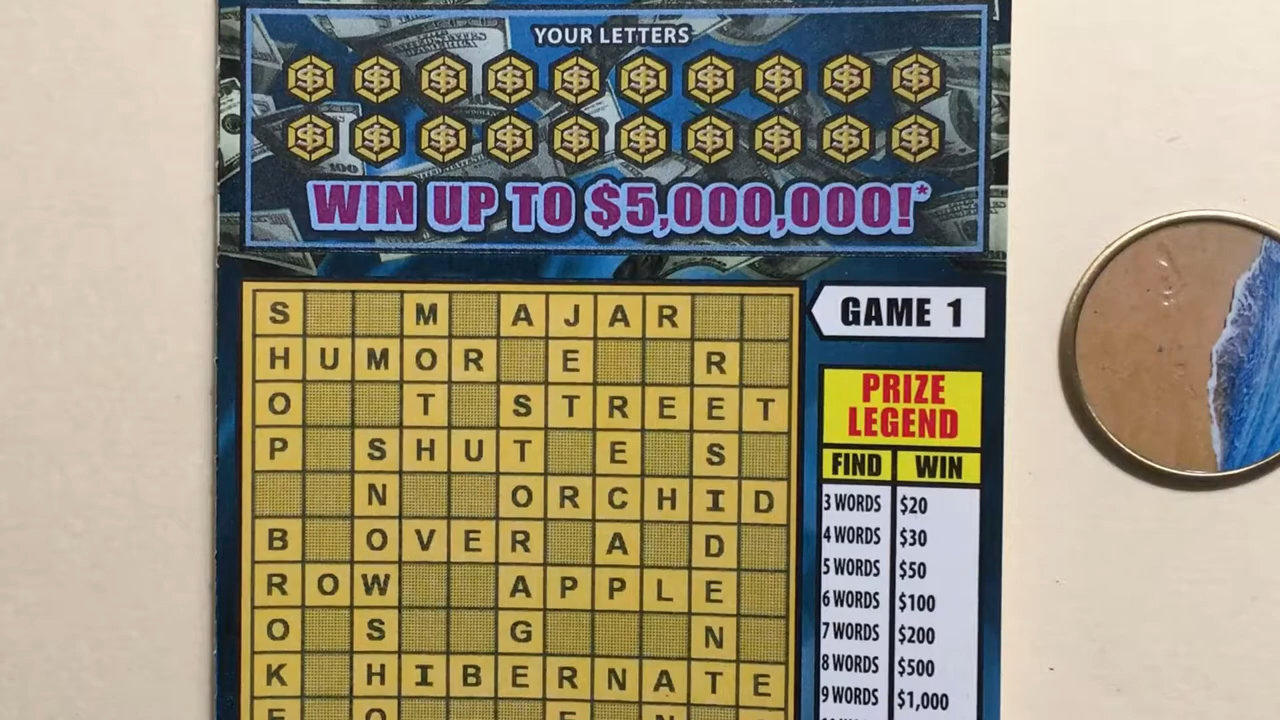 YOUR LETTERS
WIN UP TO $5,000,000!*
GAME 1
PRIZE
LEGEND
FIND WIN
3 WORDS $20
4 WORDS $30
5 WORDS $50
6 WORDS $100
7 WORDS $200
8 WORDS $500
9 WORDS $1,000
S M A J A R
H U M O R E R
O T S T R E E T
P S H U T E S
N O R C H I D
B O V E R A D
R O W A P P L E
O S G N
K H I B E R N A T E